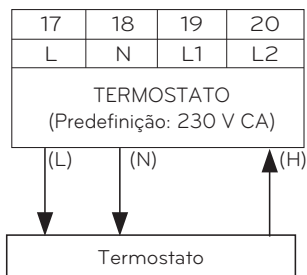 17 18 19 20
L N L1 L2
TERMOSTATO
(Predefinição: 230 V CA)
(L) (N) (H)
Termostato